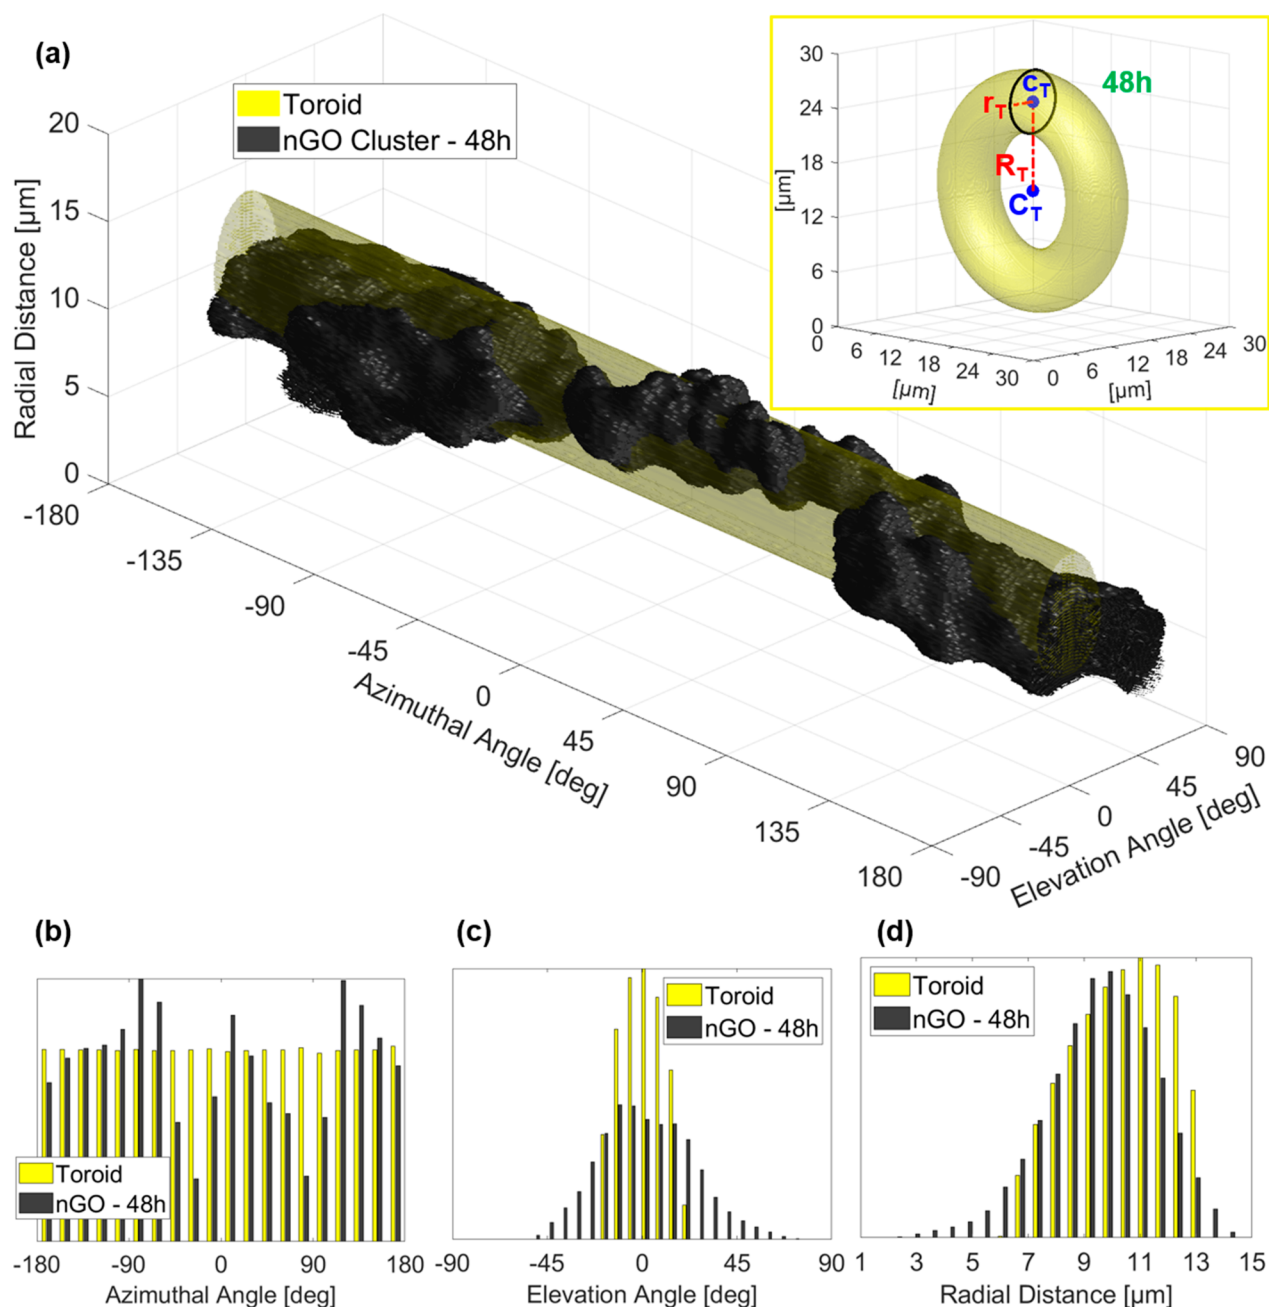 (a)
Toroid
nGO Cluster - 48h
20
15
10
5
0
Radial Distance [µm]
-180
-135
-90
-45
0
45
90
135
180
Azimuthal Angle [deg]
-90
-45
0
45
90
Elevation Angle [deg]
48h
cT
rT
RT
CT
30
24
18
12
6
0
[µm]
0
6
12
18
24
30
[µm]
0
6
12
18
24
30
[µm]
(b)
Toroid
nGO - 48h
-180
-90
0
90
180
Azimuthal Angle [deg]
(c)
Toroid
nGO - 48h
-90
-45
0
45
90
Elevation Angle [deg]
(d)
Toroid
nGO - 48h
1
3
5
7
9
11
13
15
Radial Distance [µm]